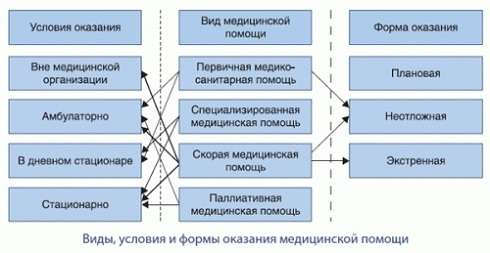 Условия оказания
Вид медицинской
помощи
Форма оказания
Вне медицинской
организации
Первичная медико-
санитарная помощь
Плановая
Амбулаторно
Специализированная
медицинская помощь
Неотложная
В дневном стационаре
Скорая медицинская
помощь
Экстренная
Стационарно
Паллиативная
медицинская помощь
Виды, условия и формы оказания медицинской помощи